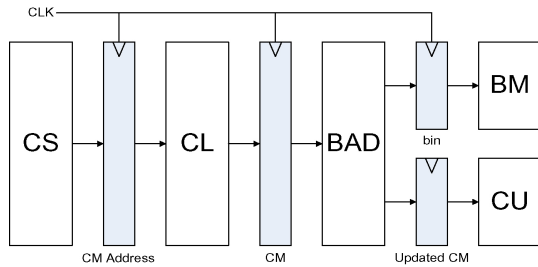 CLK
CS
CL
BAD
BM
bin
CU
CM Address
CM
Updated CM